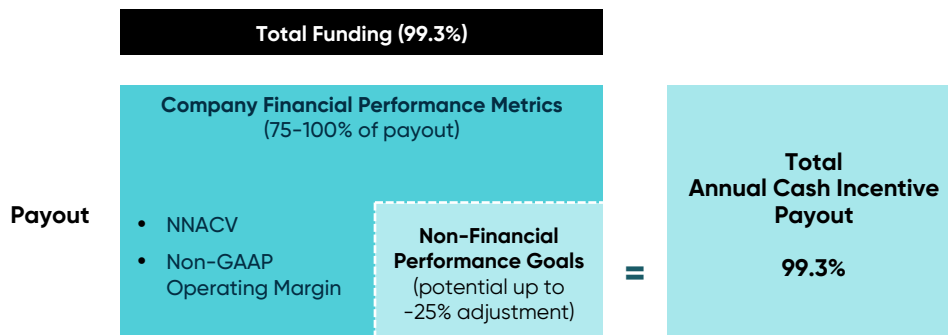 Total Funding (99.3%)
Company Financial Performance Metrics
(75-100% of payout)
Payout
• NNACV
• Non-GAAP
Operating Margin
Non-Financial
Performance Goals
(potential up to
-25% adjustment)
=
Total
Annual Cash Incentive
Payout
99.3%